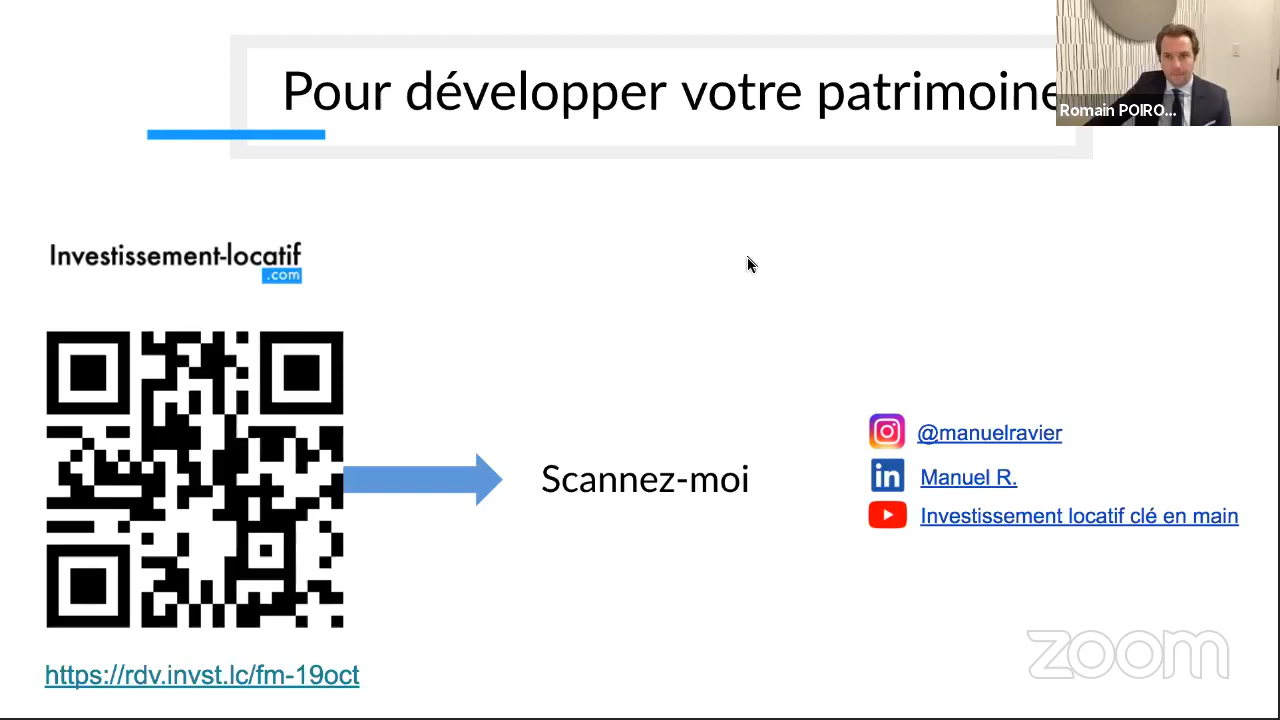 Pour développer votre patrimoine
Romain POIRO...
Investissement-locatif
.com
Scannez-moi
@manuelravier
Manuel R.
Investissement locatif clé en main
https://rdv.invst.lc/fm-19oct
zoom